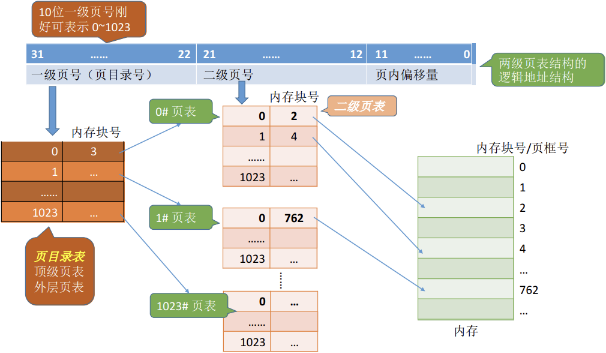 10位一级页号刚
好可表示 0~1023
31 …… 22 21 …… 12 11 …… 0
一级页号（页目录号） 二级页号 页内偏移量
两级页表结构的
逻辑地址结构
内存块号
0 3
1 …
……
1023 …
页目录表
顶级页表
外层页表
0# 页表
内存块号
二级页表
0 2
1 4
……
1023 …
1# 页表
0 762
……
1023 …
1023# 页表
0 …
……
1023 …
内存块号/页框号
0
1
2
3
4
…
762
…
内存